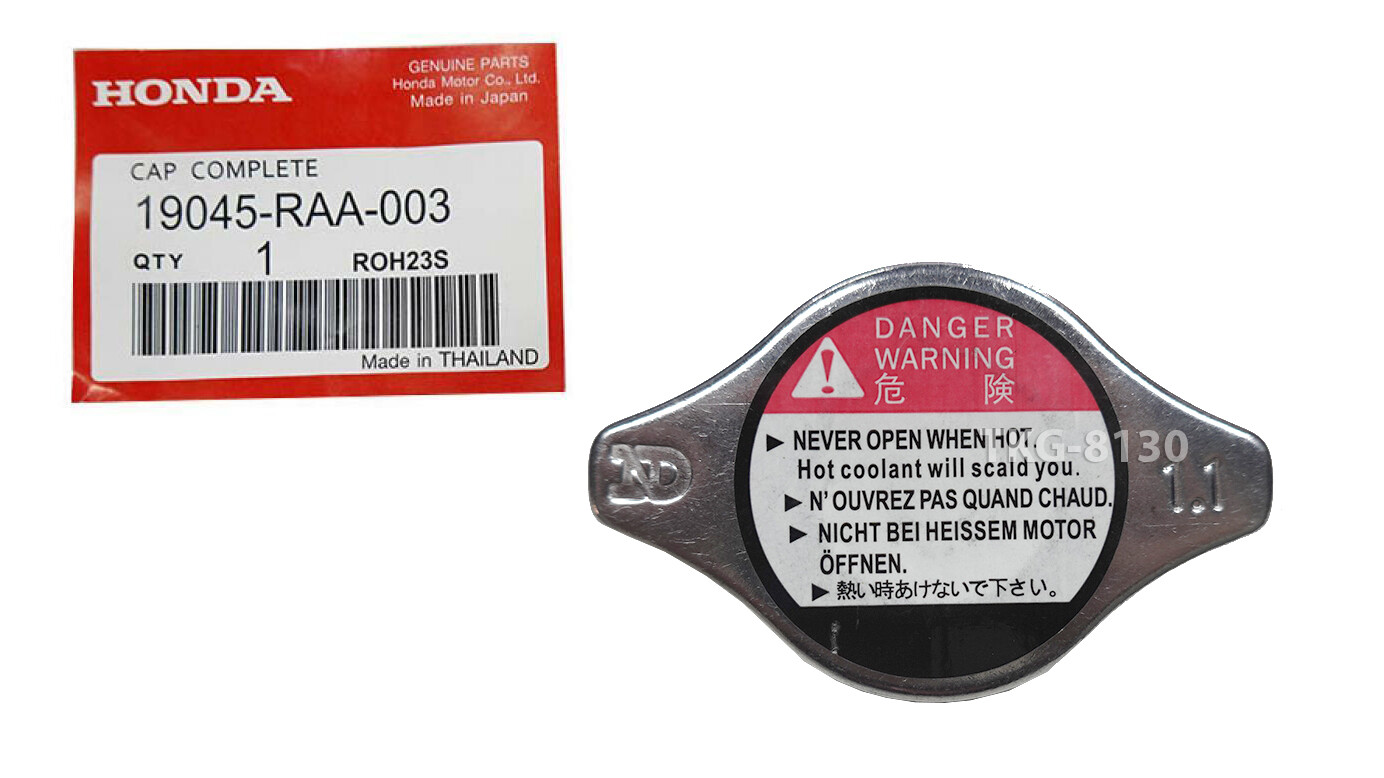 HONDA
GENUINE PARTS
Honda Motor Co., Ltd.
Made in Japan
CAP COMPLETE
19045-RAA-003
QTY 1 ROH23S
Made in THAILAND
DANGER
WARNING
危 険
▶ NEVER OPEN WHEN HOT.
Hot coolant will scaid you.
▶ N' OUVREZ PAS QUAND CHAUD.
▶ NICHT BEI HEISSEM MOTOR
ÖFFNEN.
▶ 熱い時あけないで下さい。
TKG-8130
ND
1.1